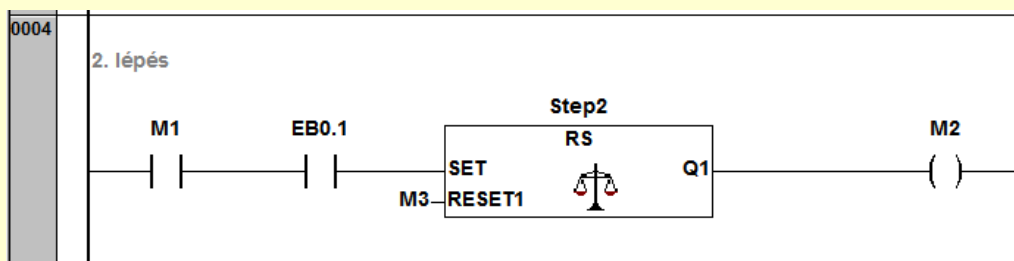 0004
2. lépés
Step2
M1 EB0.1 RS M2
SET Q1
M3 RESET1